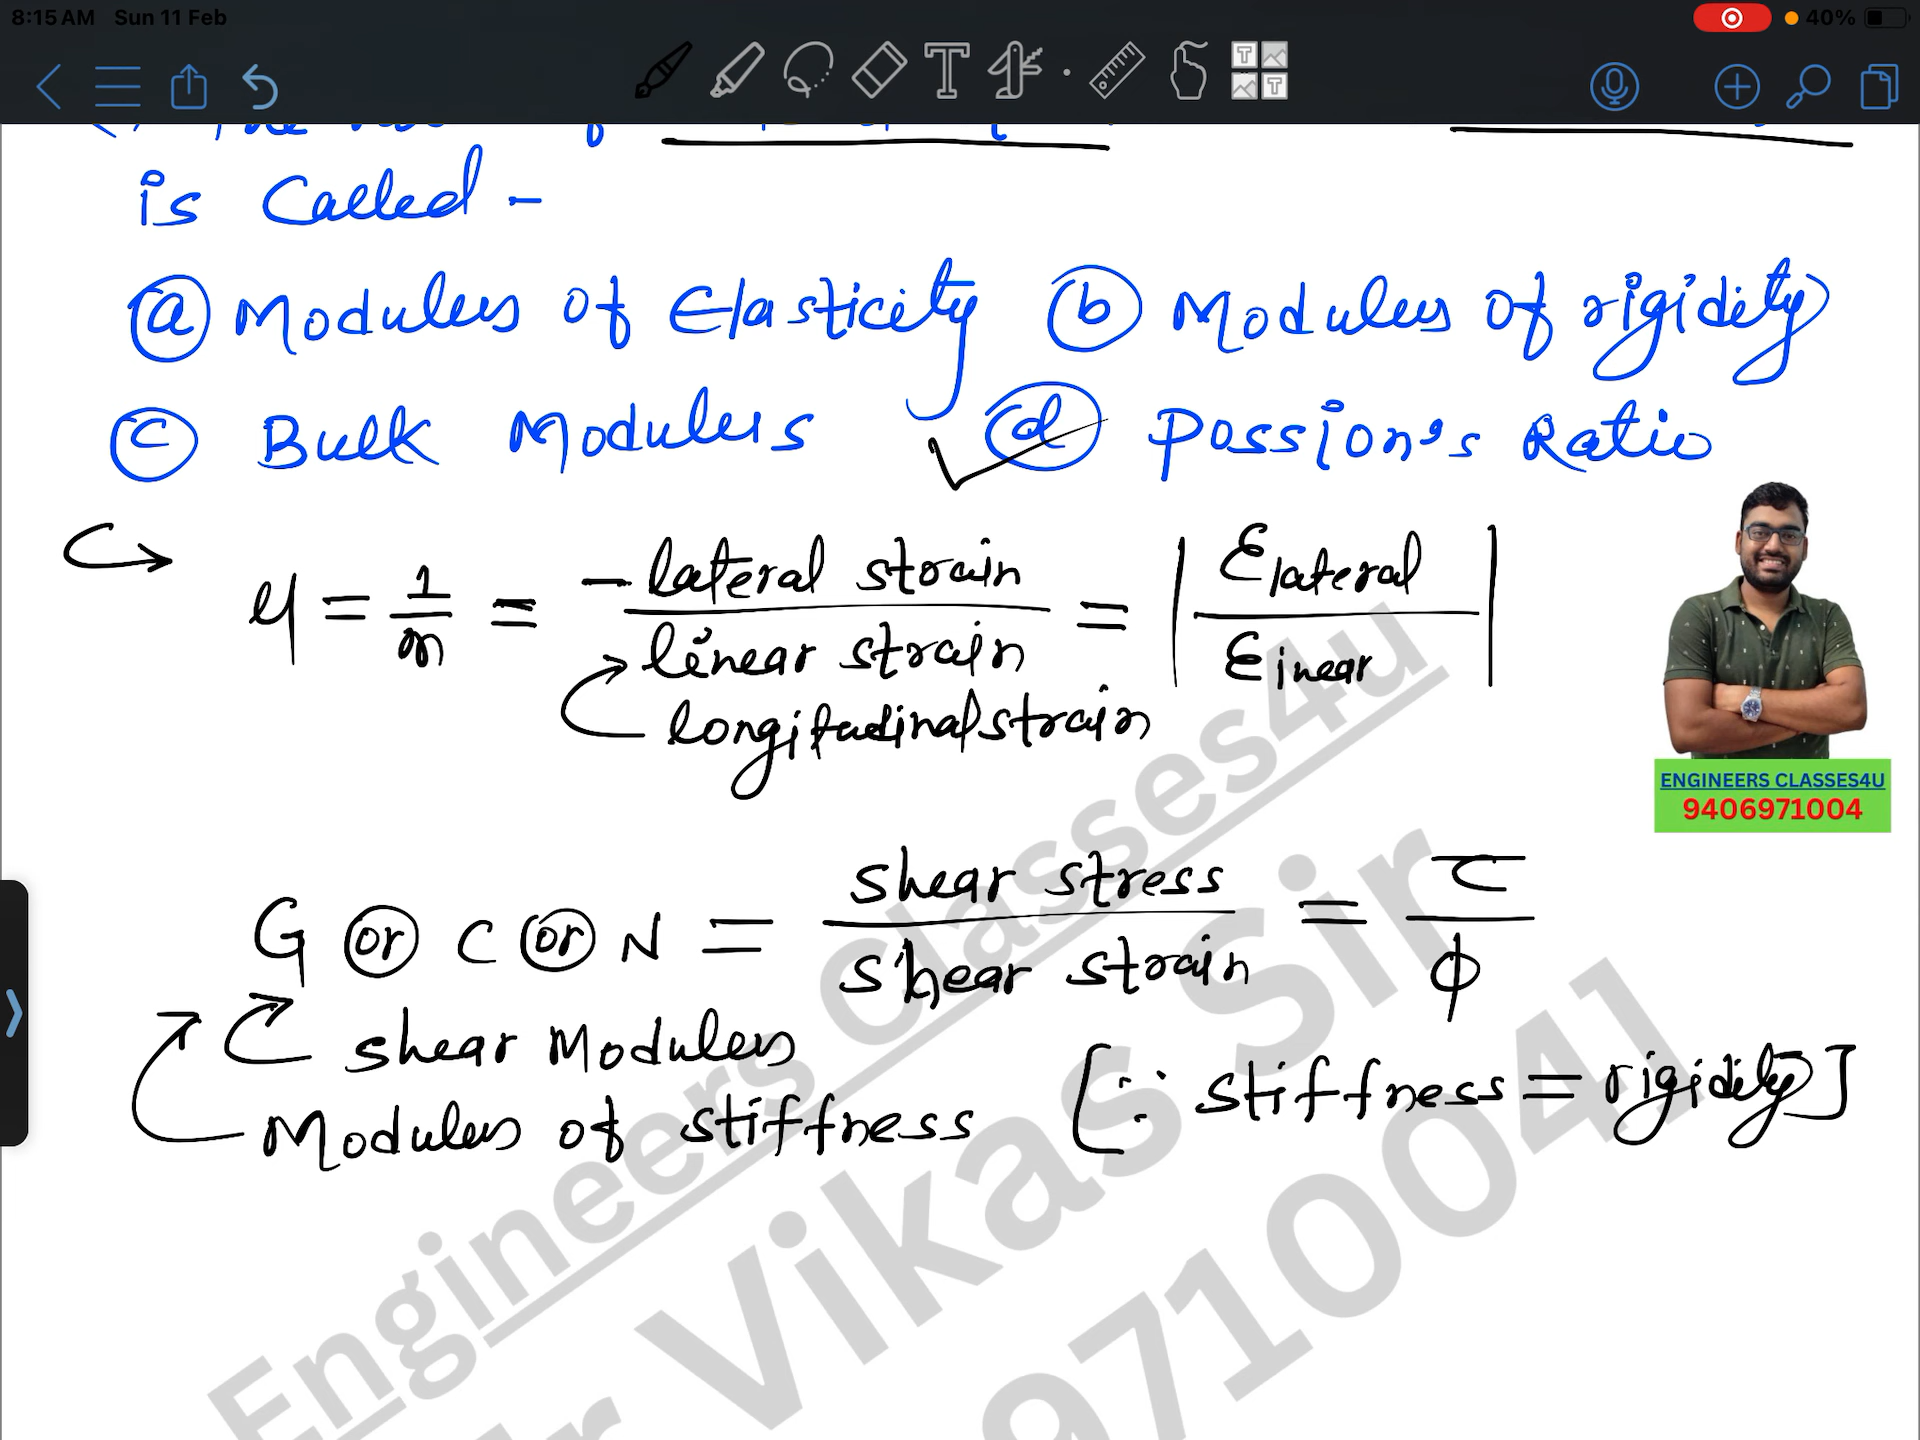 8:15 AM Sun 11 Feb
40%
is Called -
(a) Modulus of Elasticity (b) Modulus of rigidity
(c) Bulk Modulus (d) Possion's Ratio
μ = 1/m = - lateral strain / linear strain = | ε lateral / ε linear |
longitudinal strain
ENGINEERS CLASSES4U
9406971004
G (or) C (or) N = shear stress / shear strain = τ / ϕ
shear Modulus
Modulus of stiffness [∵ stiffness = rigidity]
Engineers Classes4u
Vikas Sir